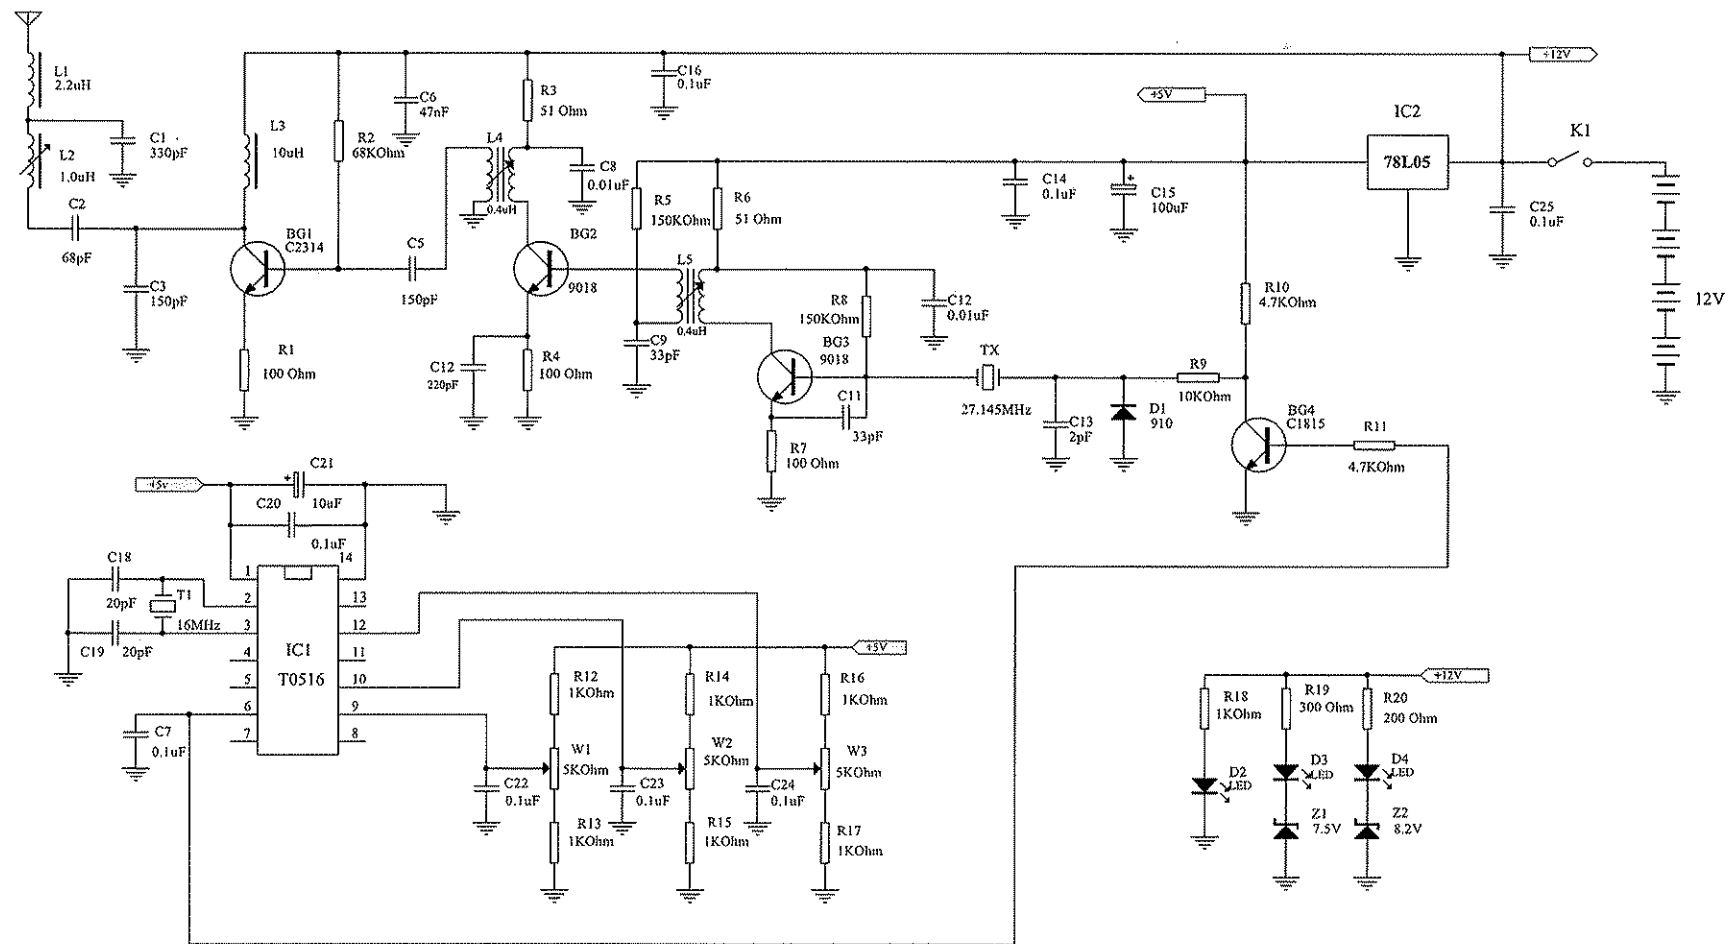 L1
2.2uH
C1
330pF
L2
1.0uH
C2
68pF
C3
150pF
L3
10uH
BG1
C2314
R1
100 Ohm
R2
68KOhm
C6
47nF
C5
150pF
L4
0.4uH
R3
51 Ohm
C8
0.01uF
BG2
9018
C12
220pF
R4
100 Ohm
C16
0.1uF
R5
150KOhm
R6
51 Ohm
L5
0.4uH
C9
33pF
R8
150KOhm
C12
0.01uF
BG3
9018
C11
33pF
R7
100 Ohm
TX
27.145MHz
C14
0.1uF
C15
+
100uF
C13
2pF
D1
910
R9
10KOhm
R10
4.7KOhm
BG4
C1815
R11
4.7KOhm
+5V
+12V
IC2
78L05
K1
C25
0.1uF
12V
+5v
C21
+
10uF
C20
0.1uF
C18
20pF
T1
16MHz
C19
20pF
C7
0.1uF
IC1
T0516
1
2
3
4
5
6
7
14
13
12
11
10
9
8
+5V
R12
1KOhm
R14
1KOhm
R16
1KOhm
W1
5KOhm
W2
5KOhm
W3
5KOhm
C22
0.1uF
C23
0.1uF
C24
0.1uF
R13
1KOhm
R15
1KOhm
R17
1KOhm
+12V
R18
1KOhm
R19
300 Ohm
R20
200 Ohm
D2
LED
D3
LED
D4
LED
Z1
7.5V
Z2
8.2V